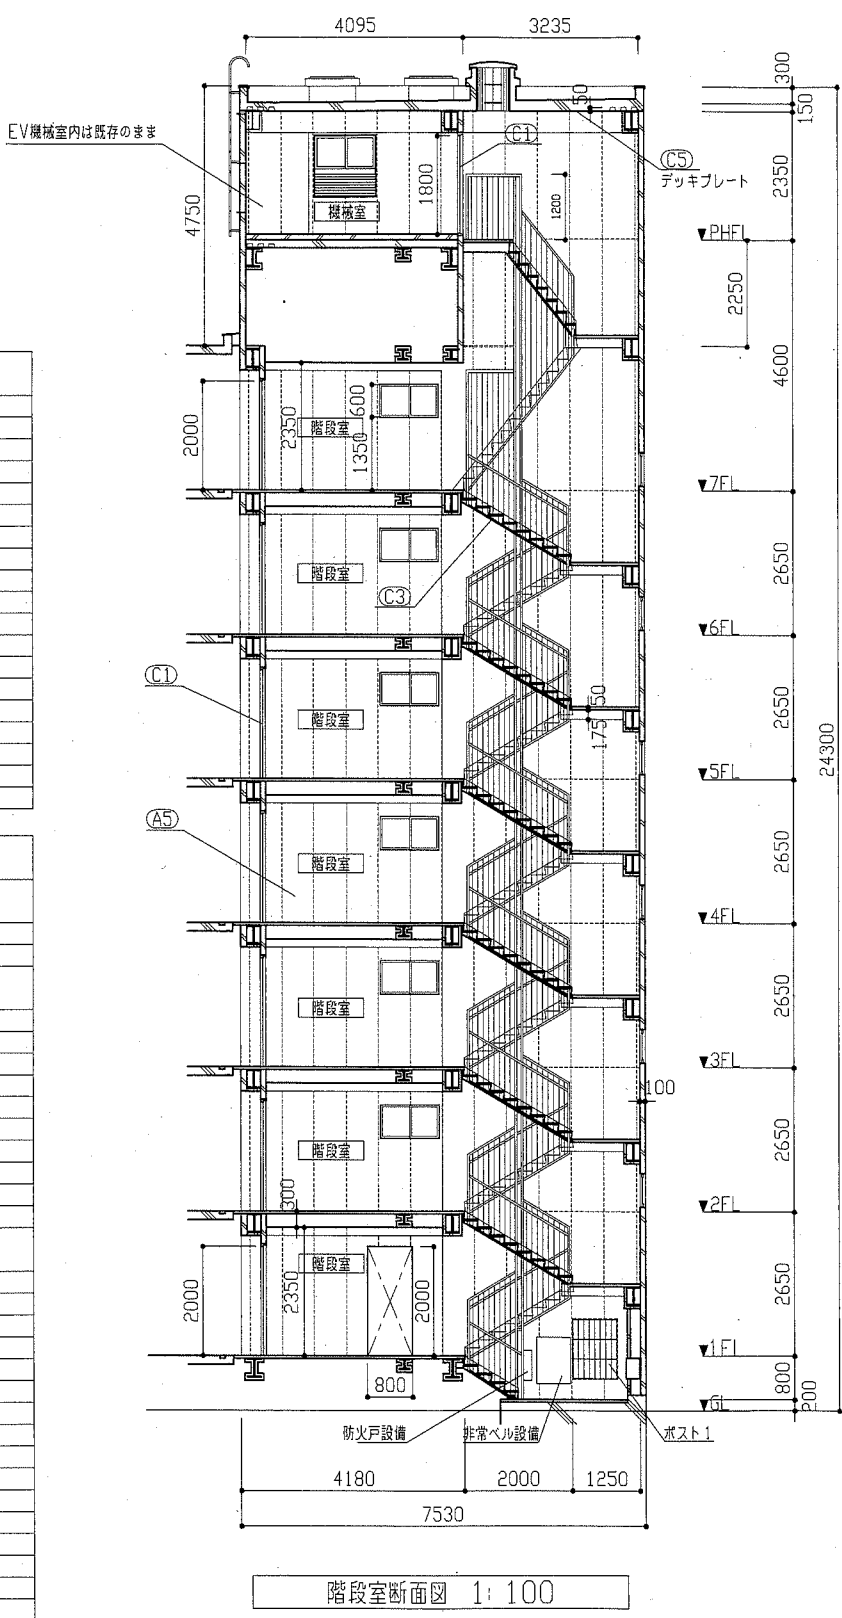 4095
3235
300
50
150
EV機械室内は既存のまま
C1
C5
デッキプレート
2350
1800
1200
機械室
4750
▼PHFL
2250
4600
24300
2000
2350
600
1350
階段室
▼7FL
2650
階段室
C3
▼6FL
2650
C1
階段室
50
175
▼5FL
2650
A5
階段室
▼4FL
2650
階段室
▼3FL
100
2650
階段室
300
▼2FL
2650
階段室
2000
2350
2000
▼1FL
800
800
200
▼GL
防火戸設備
非常ベル設備
ポスト1
4180
2000
1250
7530
階段室断面図 1:100